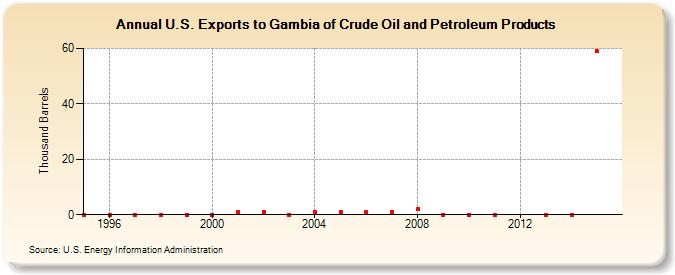 Annual U.S. Exports to Gambia of Crude Oil and Petroleum Products
Thousand Barrels
60
40
20
0
1996 2000 2004 2008 2012
Source: U.S. Energy Information Administration